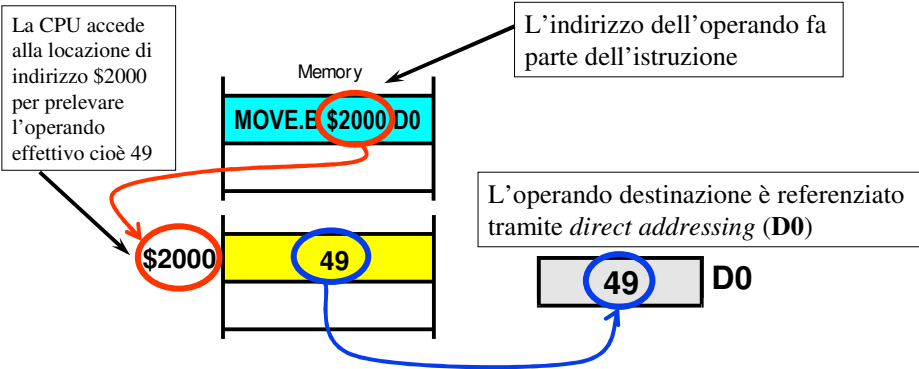 La CPU accede
alla locazione di
indirizzo $2000
per prelevare
l'operando
effettivo cioè 49
L'indirizzo dell'operando fa
parte dell'istruzione
Memory
MOVE.B $2000 D0
L'operando destinazione è referenziato
tramite direct addressing (D0)
$2000
49
49
D0